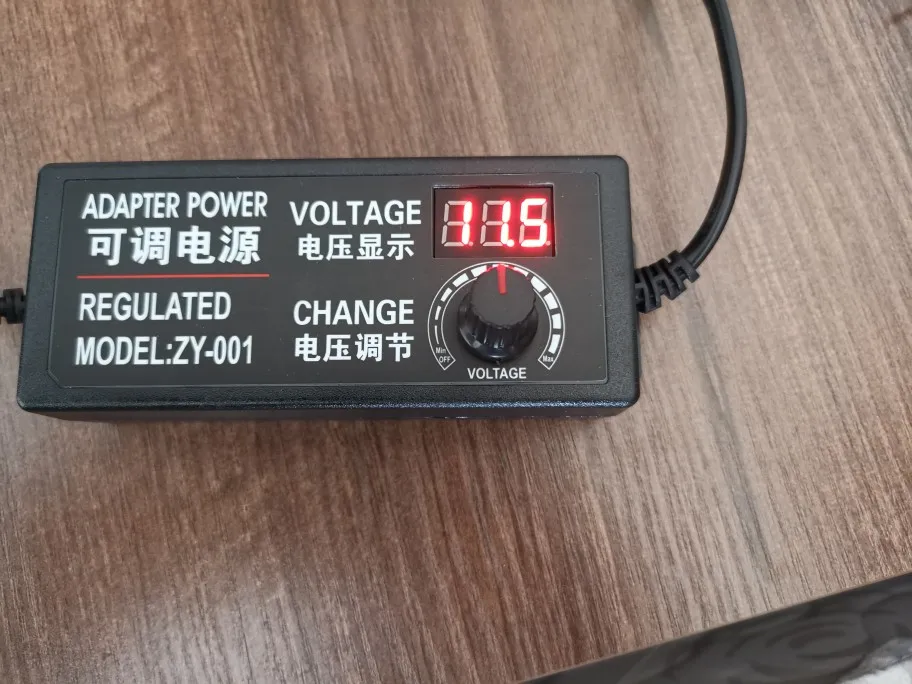 ADAPTER POWER
可调电源
REGULATED
MODEL:ZY-001
VOLTAGE
电压显示
11.5
CHANGE
电压调节
Min
OFF
Max
VOLTAGE